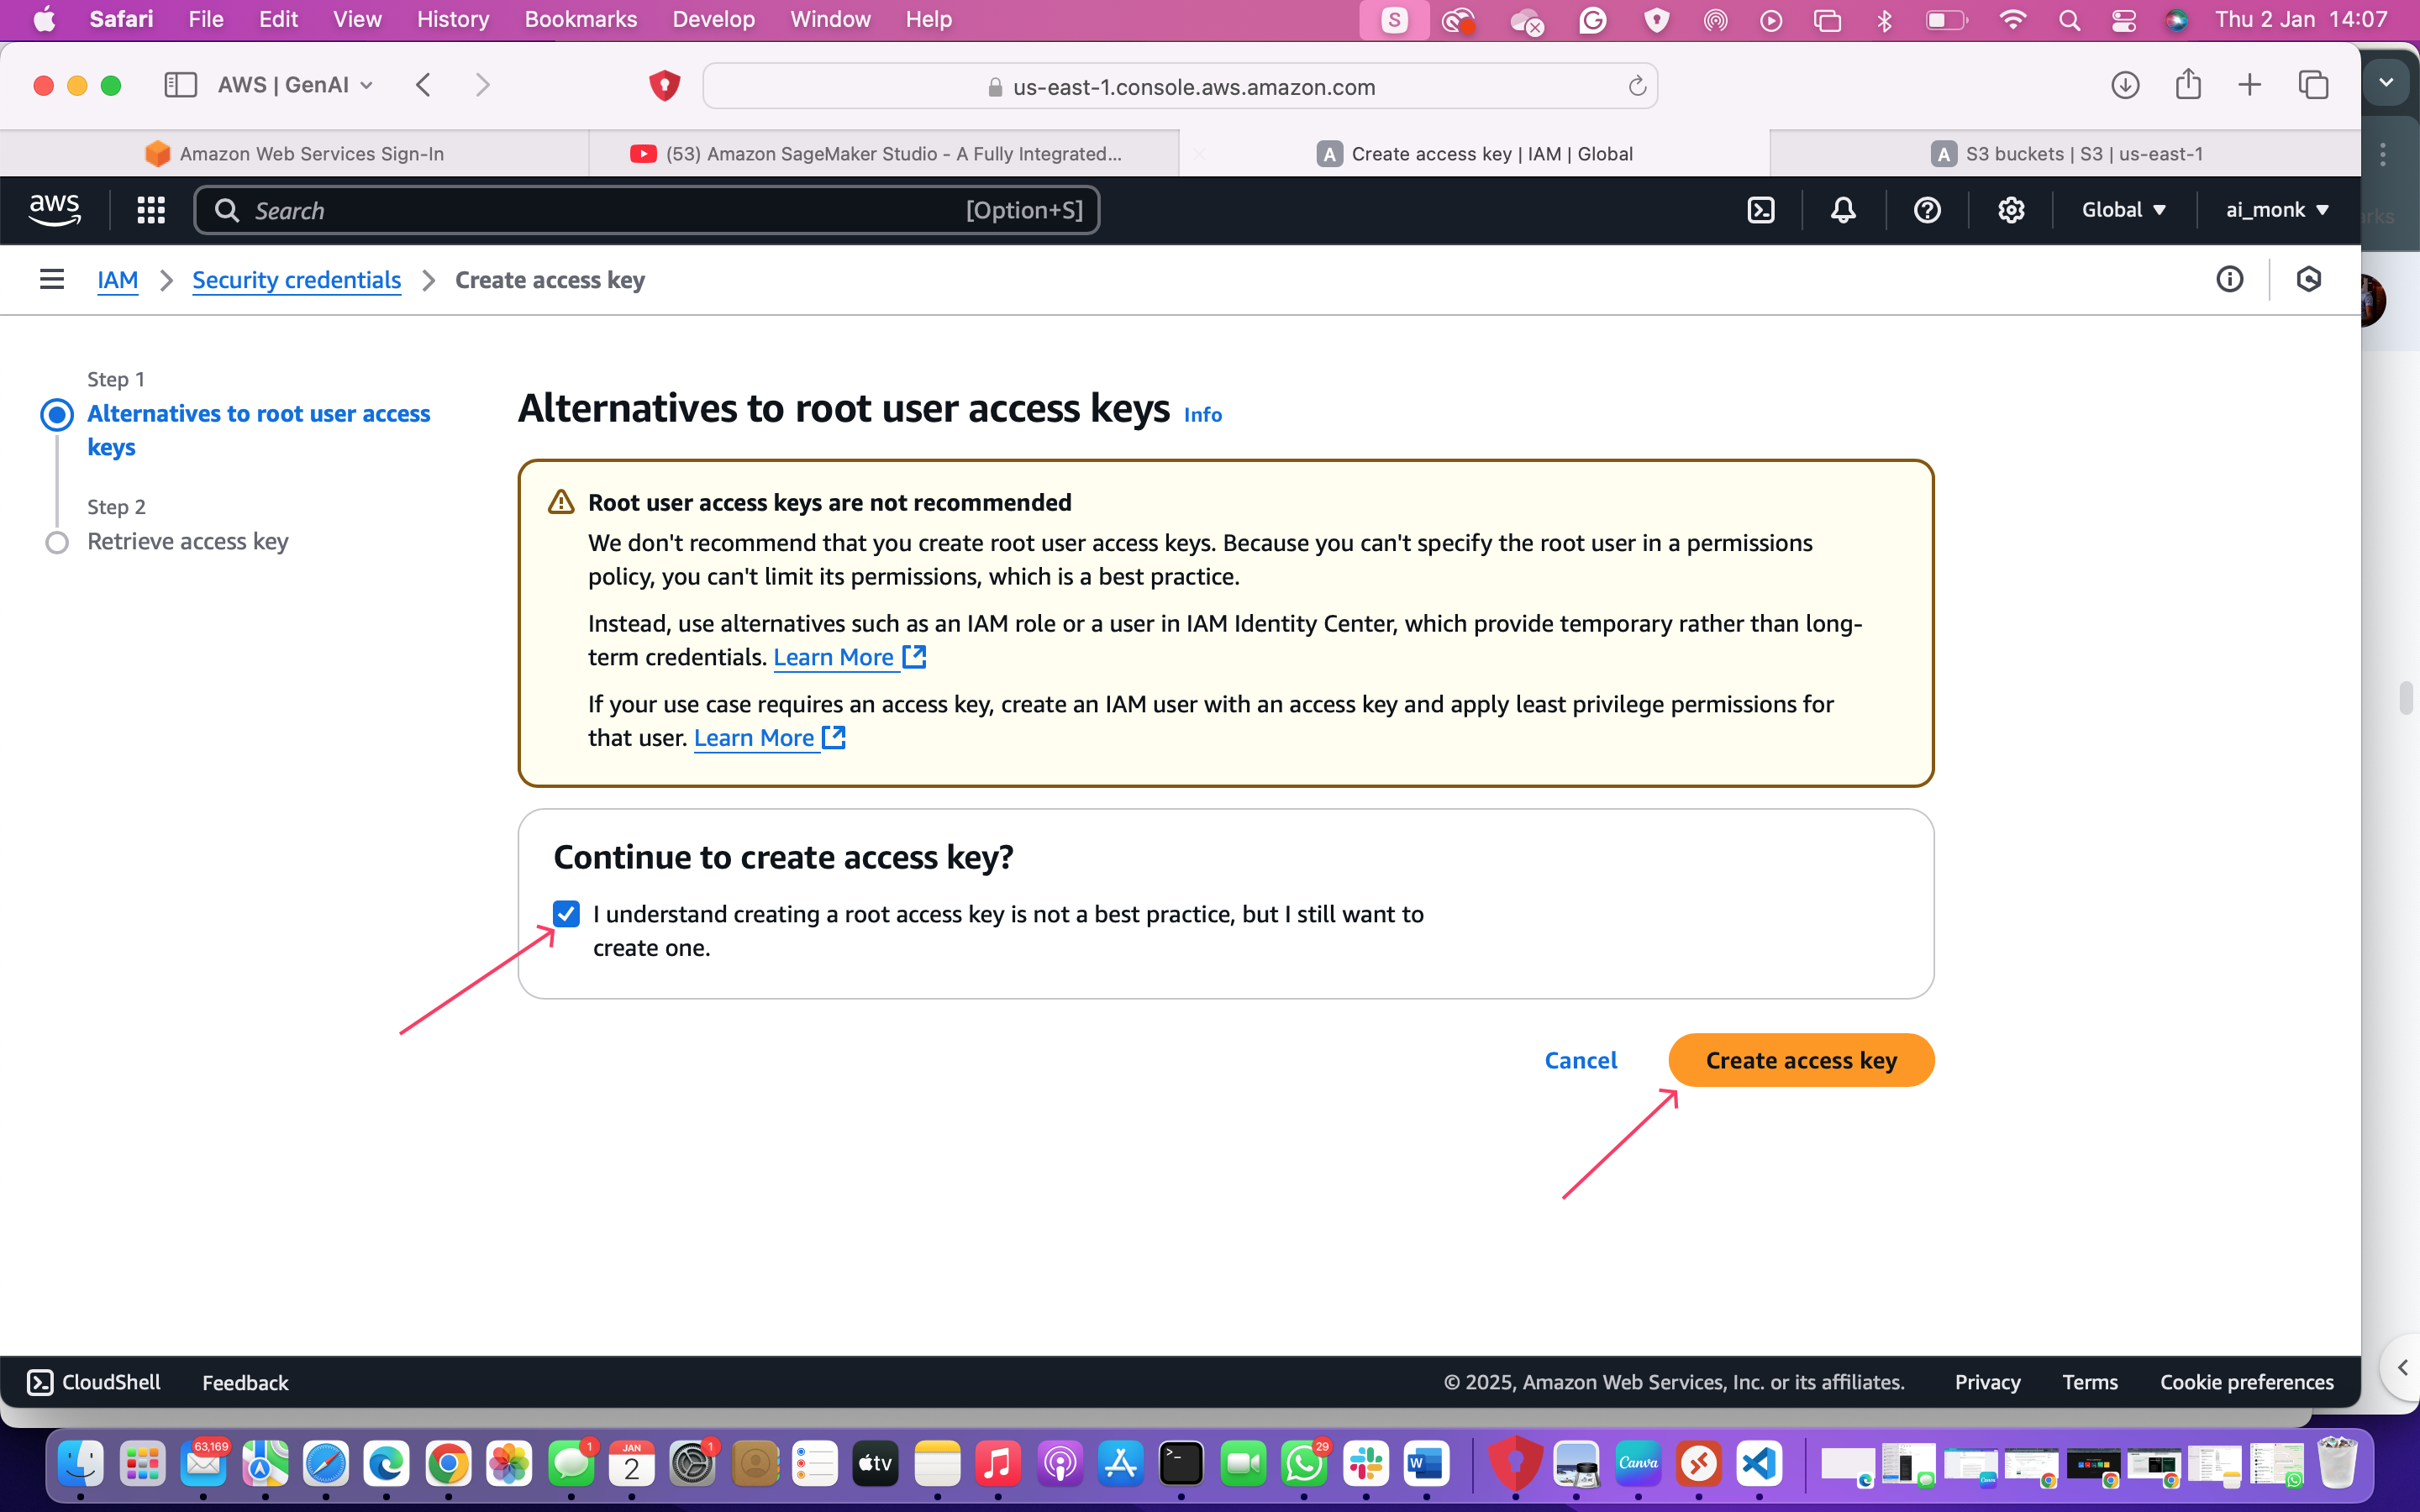 Safari File Edit View History Bookmarks Develop Window Help S Thu 2 Jan 14:07
AWS | GenAI us-east-1.console.aws.amazon.com
Amazon Web Services Sign-In (53) Amazon SageMaker Studio - A Fully Integrated... A Create access key | IAM | Global A S3 buckets | S3 | us-east-1
aws Search [Option+S] Global ai_monk
IAM Security credentials Create access key
Step 1
Alternatives to root user access
keys
Step 2
Retrieve access key
Alternatives to root user access keys Info
Root user access keys are not recommended
We don't recommend that you create root user access keys. Because you can't specify the root user in a permissions
policy, you can't limit its permissions, which is a best practice.
Instead, use alternatives such as an IAM role or a user in IAM Identity Center, which provide temporary rather than long-
term credentials. Learn More
If your use case requires an access key, create an IAM user with an access key and apply least privilege permissions for
that user. Learn More
Continue to create access key?
I understand creating a root access key is not a best practice, but I still want to
create one.
Cancel Create access key
CloudShell Feedback © 2025, Amazon Web Services, Inc. or its affiliates. Privacy Terms Cookie preferences
63,169 1 JAN 2 1 tv 29 W Canva